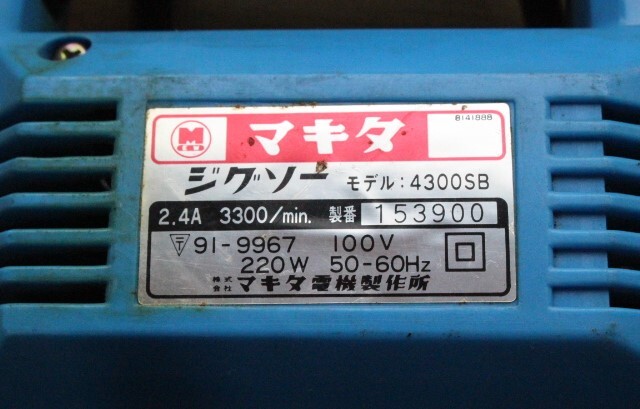 B141888
マキタ
ジグソー モデル:4300SB
2.4A 3300/min. 製番 153900
〒91-9967 100V
220W 50-60Hz
株式会社 マキタ電機製作所